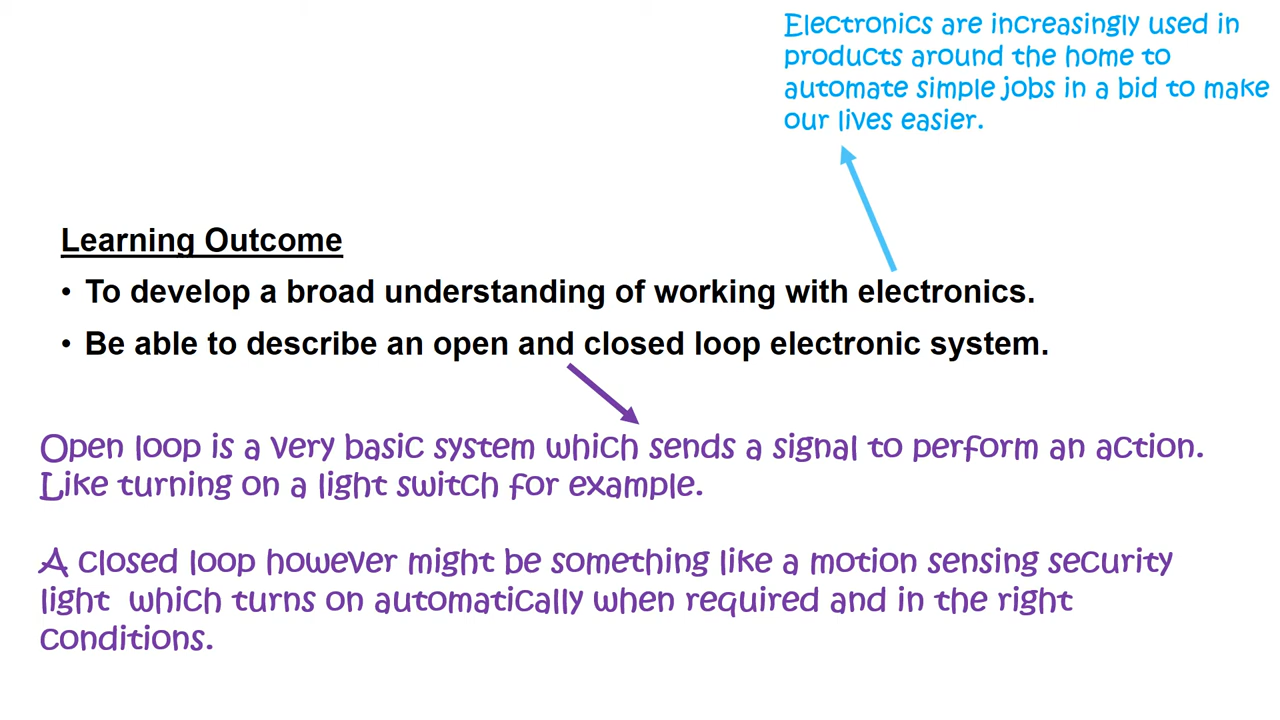 Electronics are increasingly used in
products around the home to
automate simple jobs in a bid to make
our lives easier.
Learning Outcome
• To develop a broad understanding of working with electronics.
• Be able to describe an open and closed loop electronic system.
Open loop is a very basic system which sends a signal to perform an action.
Like turning on a light switch for example.
A closed loop however might be something like a motion sensing security
light which turns on automatically when required and in the right
conditions.